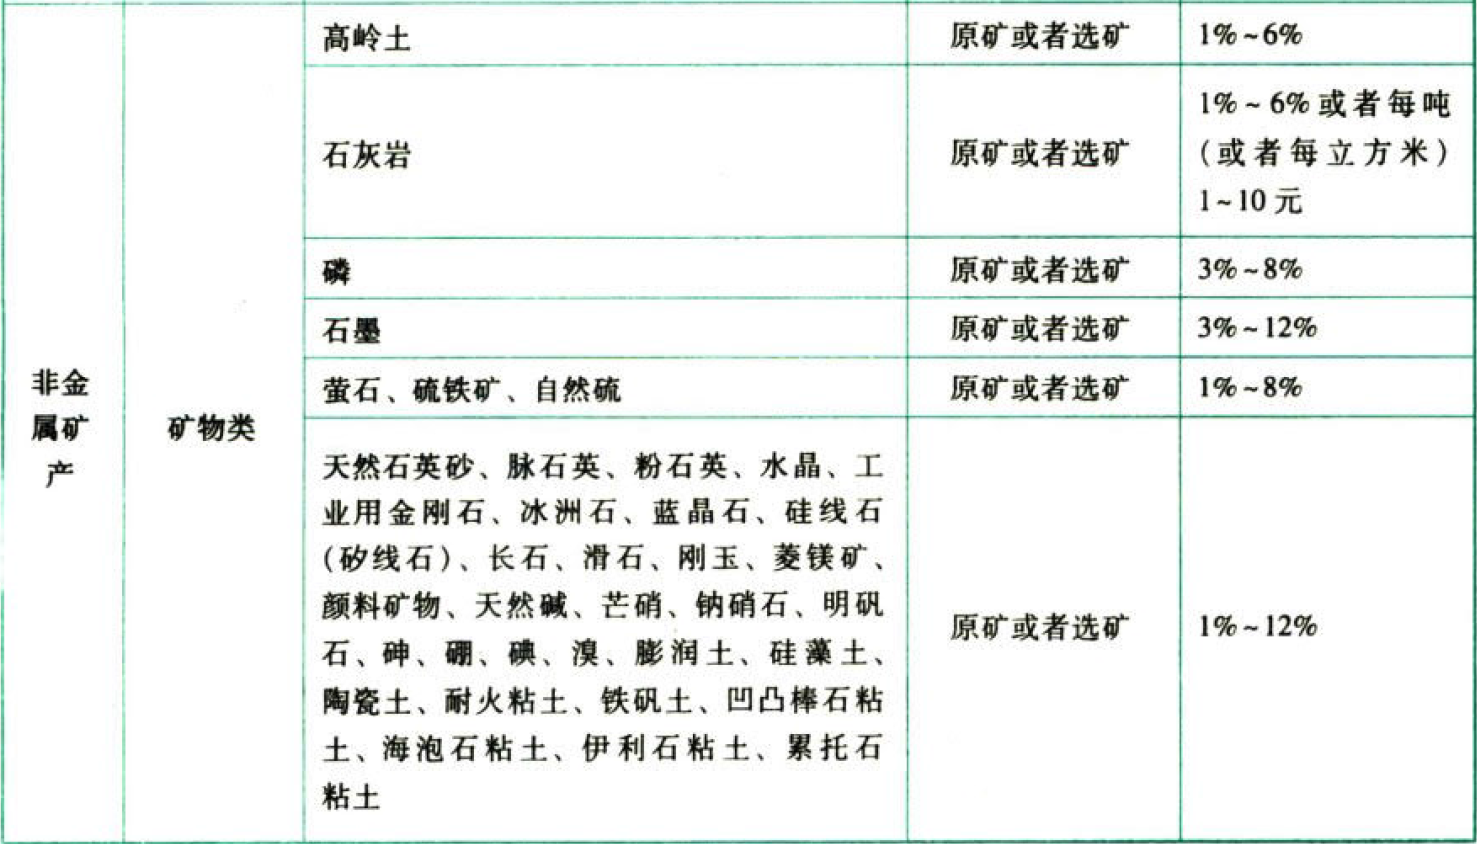 高岭土
原矿或者选矿
1%~6%
石灰岩
原矿或者选矿
1%~6%或者每吨
(或者每立方米)
1~10元
磷
原矿或者选矿
3%~8%
石墨
原矿或者选矿
3%~12%
萤石、硫铁矿、自然硫
原矿或者选矿
1%~8%
非金
属矿
产
矿物类
天然石英砂、脉石英、粉石英、水晶、工
业用金刚石、冰洲石、蓝晶石、硅线石
(矽线石)、长石、滑石、刚玉、菱镁矿、
颜料矿物、天然碱、芒硝、钠硝石、明矾
石、砷、硼、碘、溴、膨润土、硅藻土、
陶瓷土、耐火粘土、铁矾土、凹凸棒石粘
土、海泡石粘土、伊利石粘土、累托石
粘土
原矿或者选矿
1%~12%